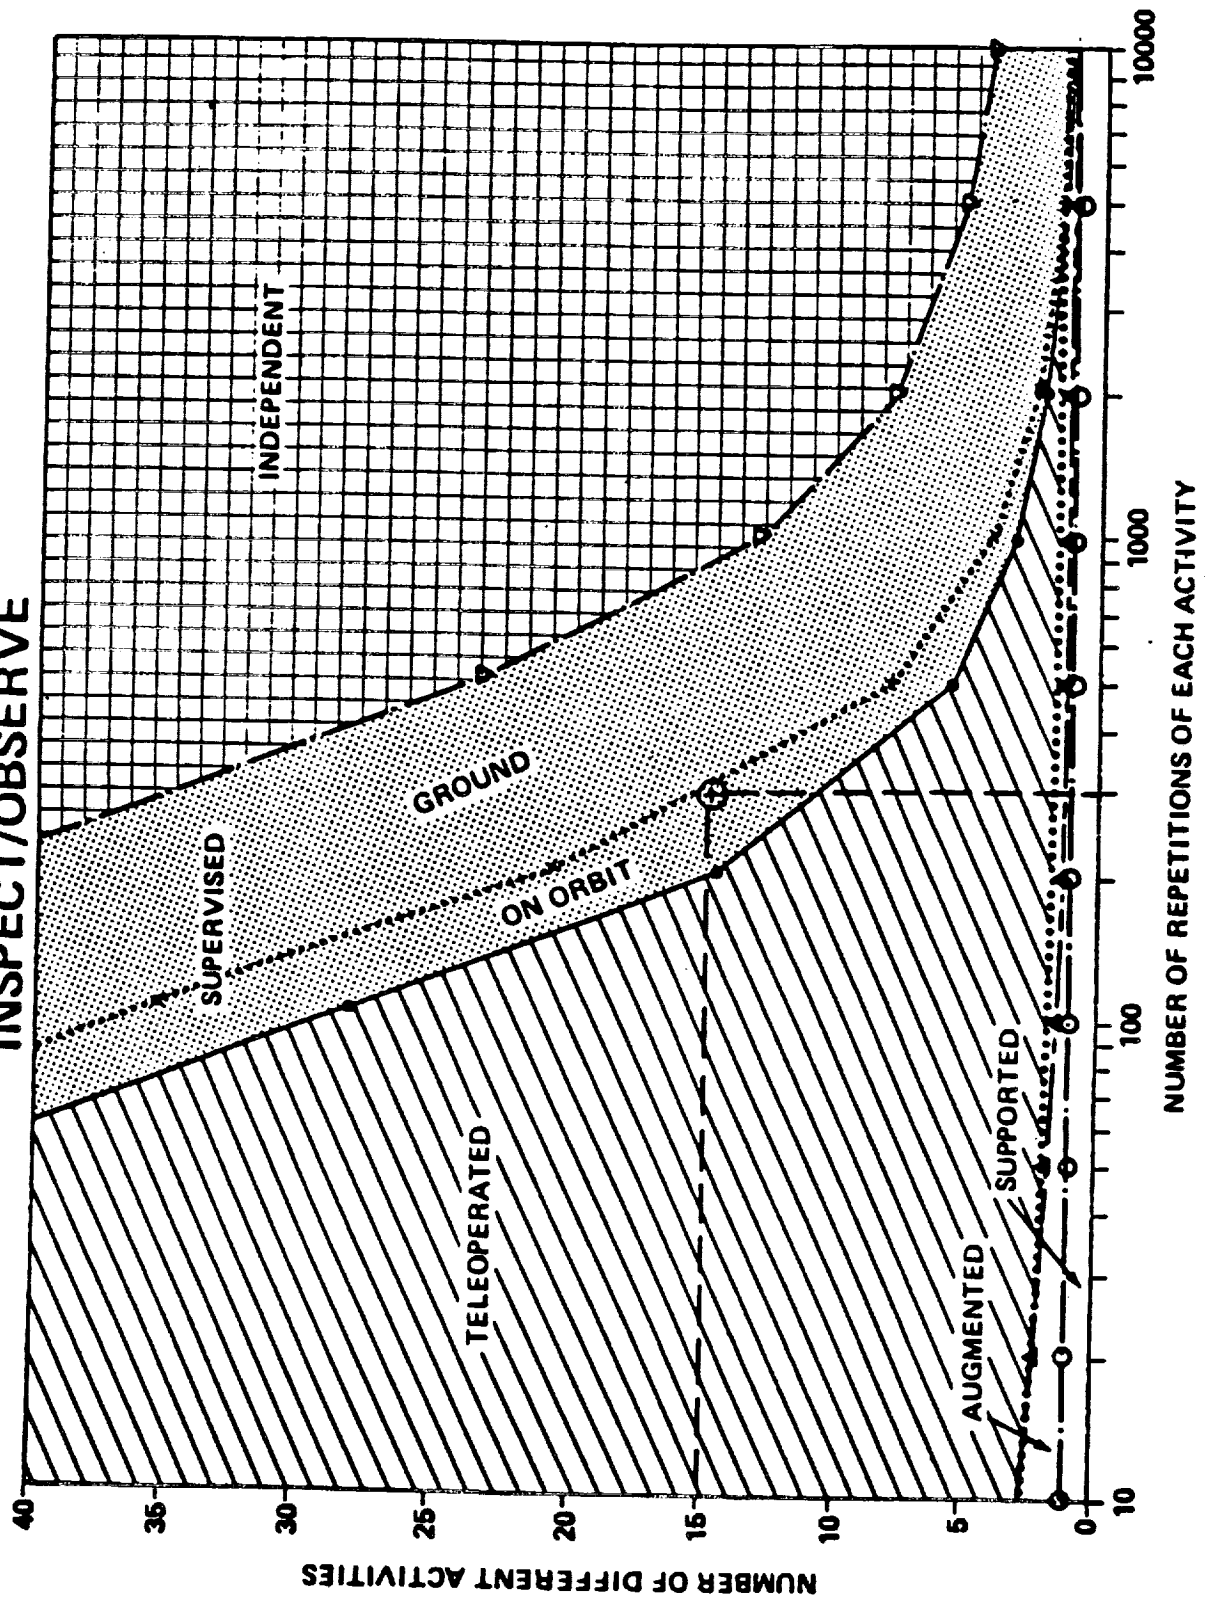 INSPECT/OBSERVE
INDEPENDENT
SUPERVISED
GROUND
ON ORBIT
TELEOPERATED
AUGMENTED
SUPPORTED
NUMBER OF DIFFERENT ACTIVITIES
40
35
30
25
20
15
10
5
0
10
100
1000
10000
NUMBER OF REPETITIONS OF EACH ACTIVITY